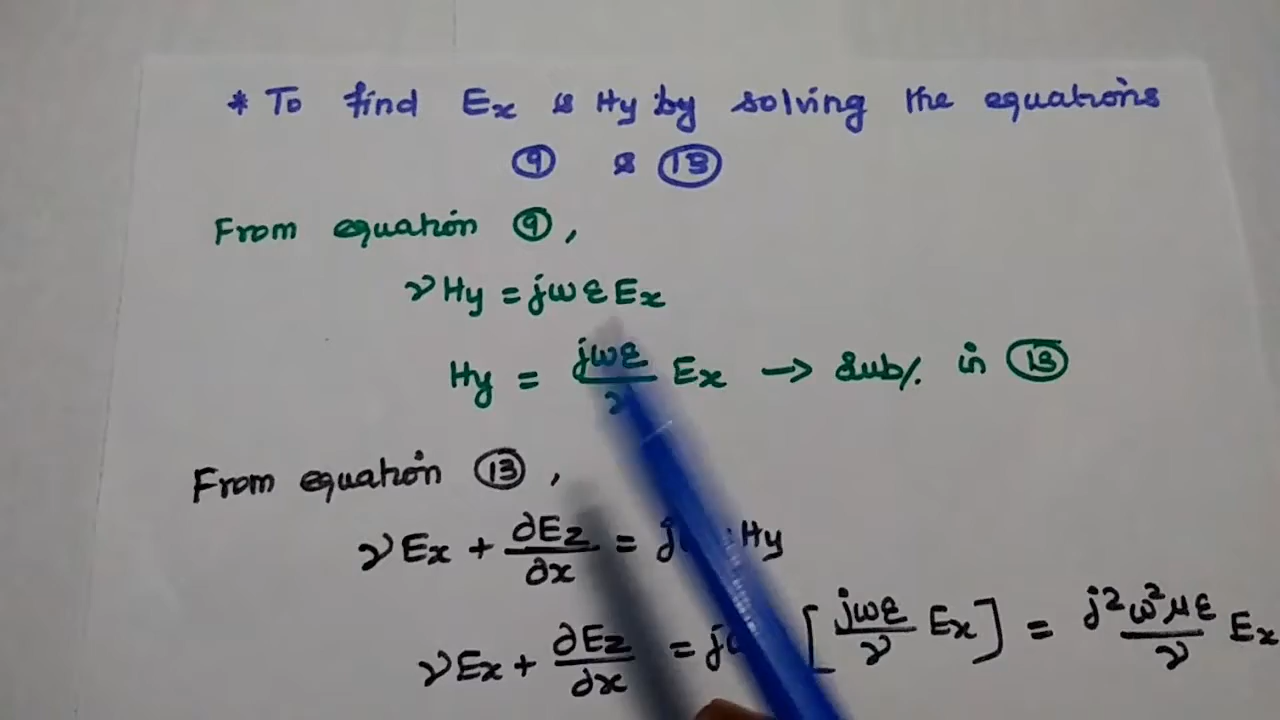 * To find Ex & Hy by solving the equations
⑨ & ⑬
From equation ⑨,
γHy = jωεEx
Hy = jωε/γ Ex → Sub/. in ⑬
From equation ⑬,
γEx + ∂Ez/∂x = j Hy
γEx + ∂Ez/∂x = j [jωε/γ Ex] = j²ω²με/γ Ex